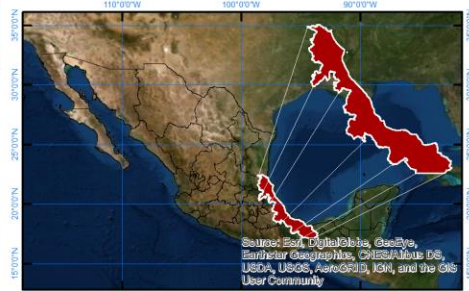 110°0'0"W 100°0'0"W 90°0'0"W
35°0'0"N
30°0'0"N
25°0'0"N
20°0'0"N
15°0'0"N
Source: Esri, DigitalGlobe, GeoEye,
Earthstar Geographics, CNES/Airbus DS,
USDA, USGS, AeroGRID, IGN, and the GIS
User Community